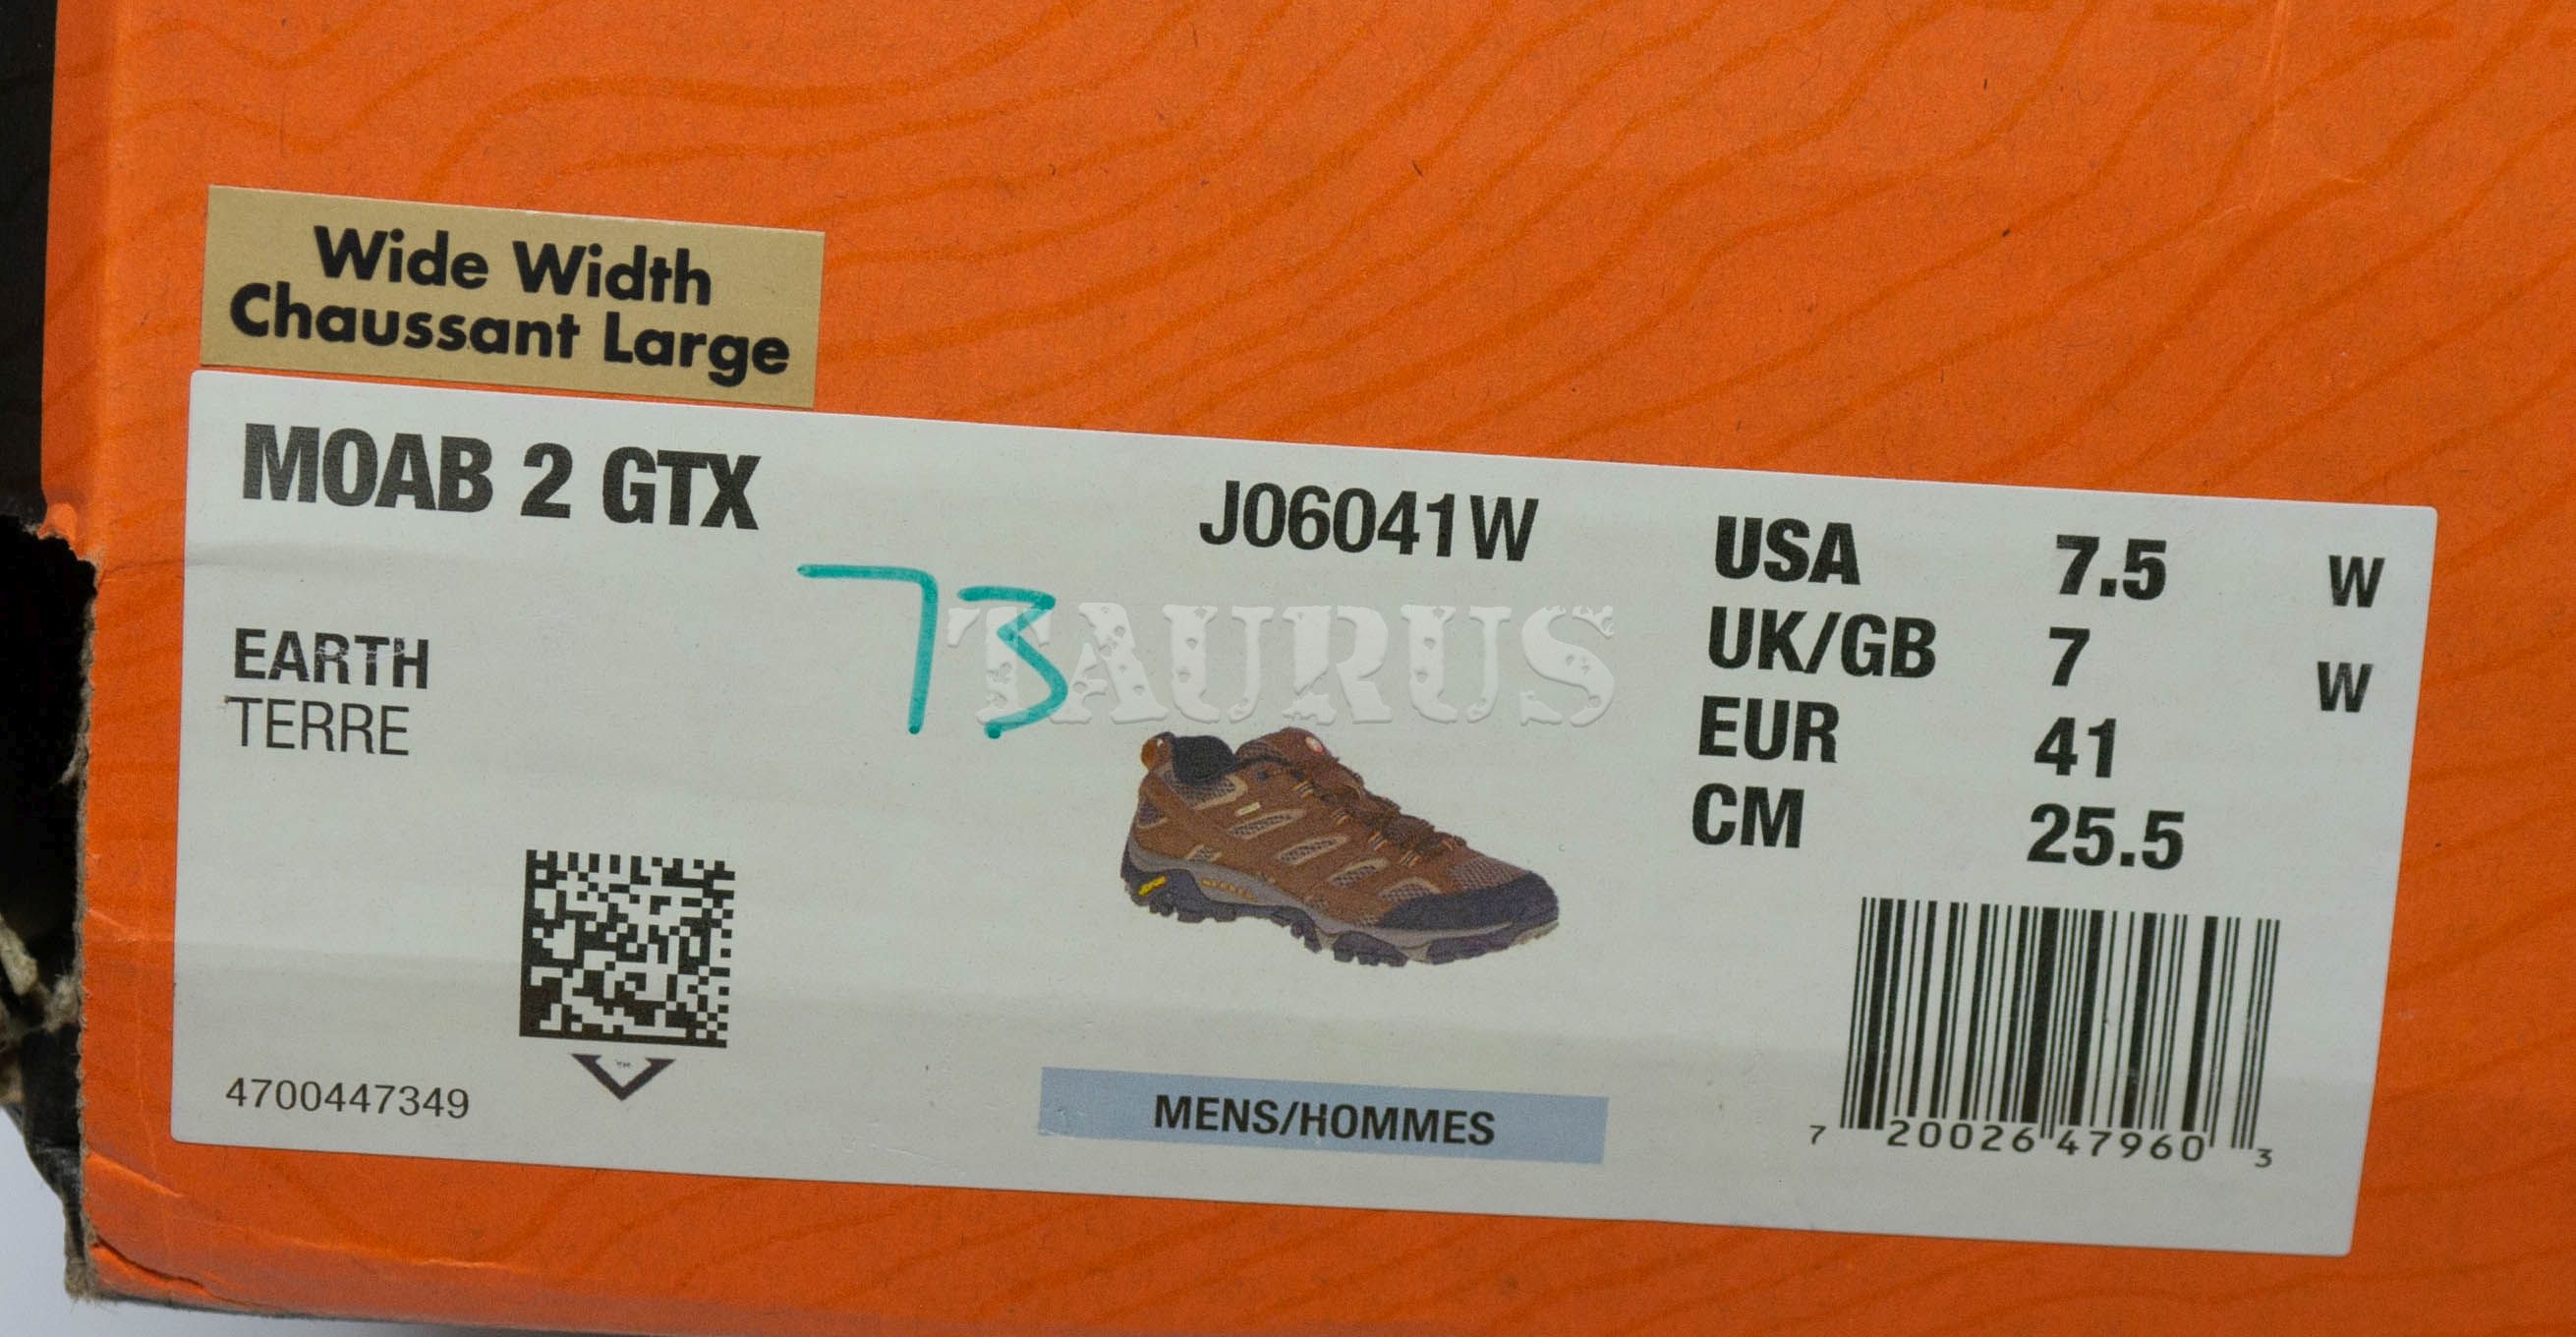 Wide Width
Chaussant Large
MOAB 2 GTX
J06041W
USA 7.5 W
UK/GB 7 W
EUR 41
CM 25.5
73
TAURUS
EARTH
TERRE
4700447349
MENS/HOMMES
7 20026 47960 3